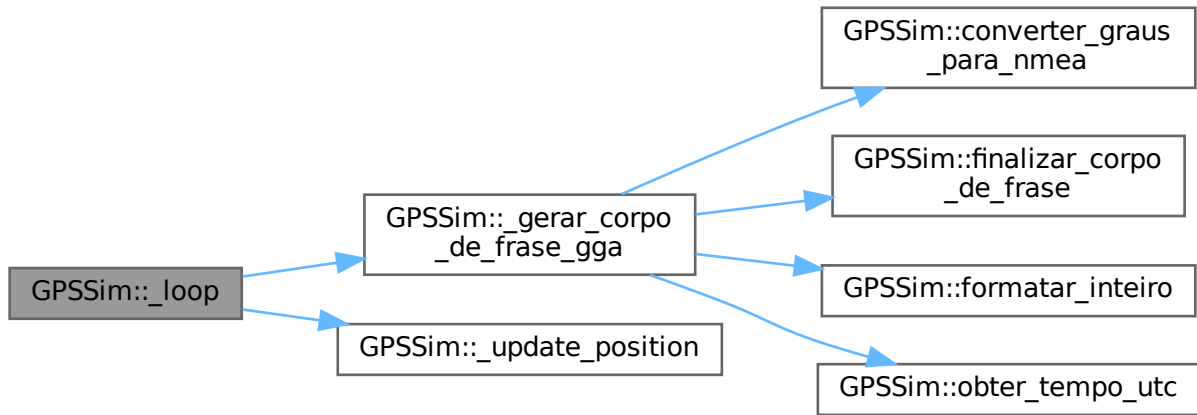 GPSSim::_loop
GPSSim::_gerar_corpo
_de_frase_gga
GPSSim::_update_position
GPSSim::converter_graus
_para_nmea
GPSSim::finalizar_corpo
_de_frase
GPSSim::formatar_inteiro
GPSSim::obter_tempo_utc